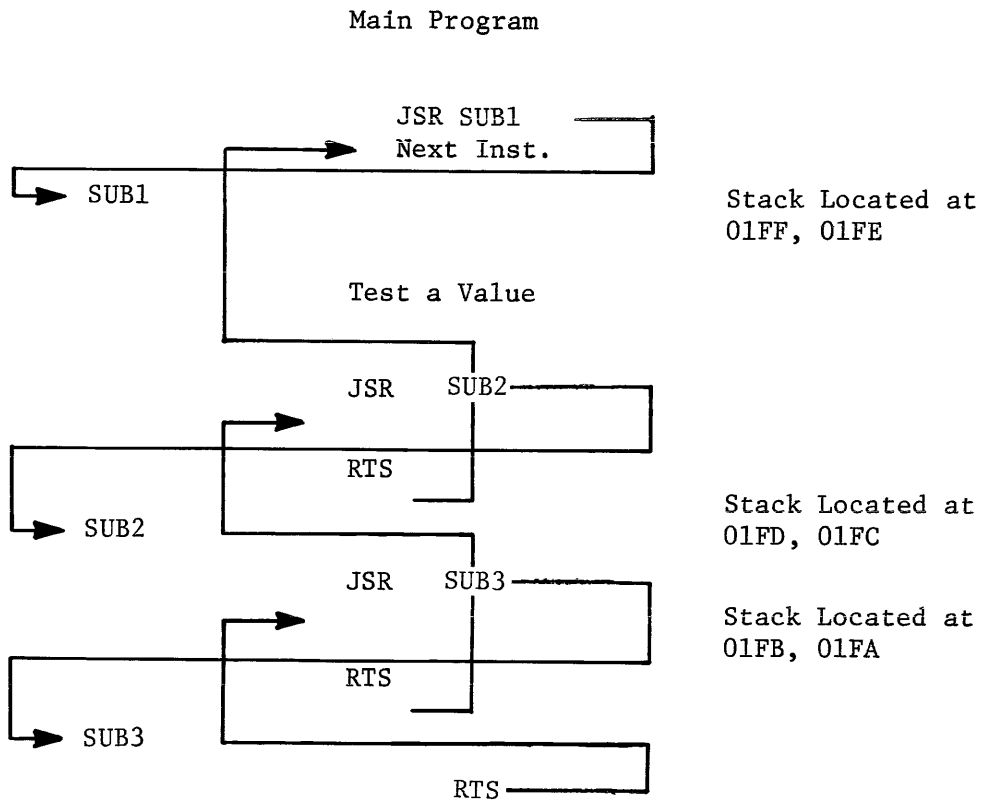 Main Program
JSR SUB1
Next Inst.
SUB1
Stack Located at
01FF, 01FE
Test a Value
JSR SUB2
RTS
SUB2
Stack Located at
01FD, 01FC
JSR SUB3
Stack Located at
01FB, 01FA
RTS
SUB3
RTS